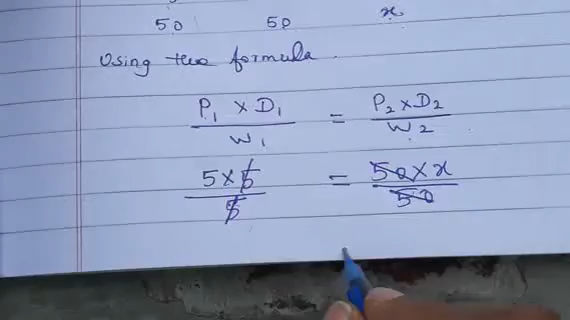 50 50 x
Using the formula.
P₁ × D₁ / W₁ = P₂ × D₂ / W₂
5 × 5 / 5 = 50 × x / 50